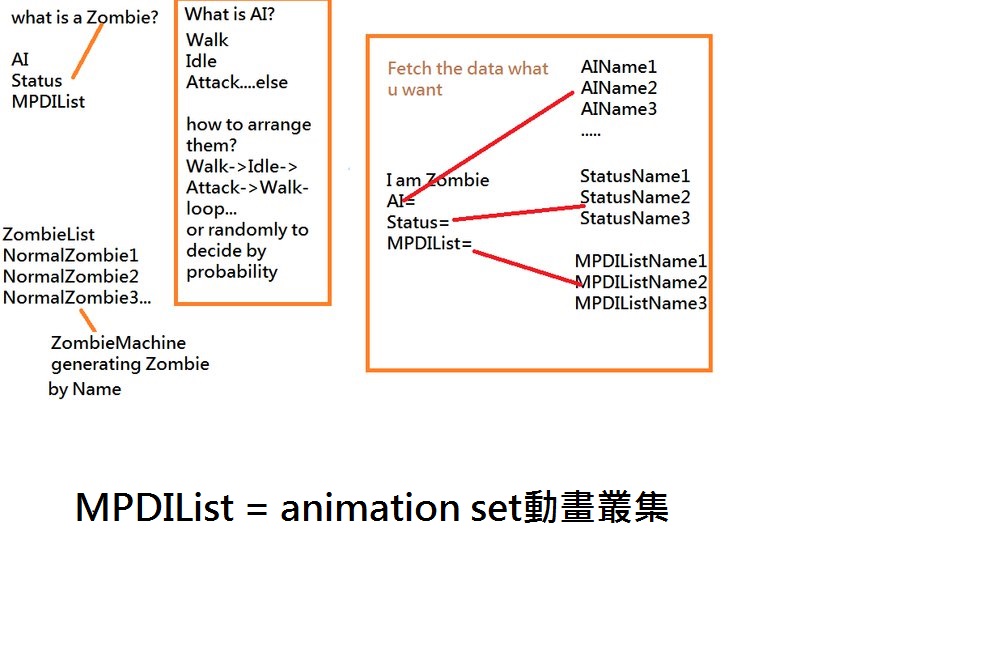 what is a Zombie?
AI
Status
MPDIList
ZombieList
NormalZombie1
NormalZombie2
NormalZombie3...
ZombieMachine
generating Zombie
by Name
What is AI?
Walk
Idle
Attack....else
how to arrange
them?
Walk->Idle->
Attack->Walk-
loop...
or randomly to
decide by
probability
Fetch the data what
u want
I am Zombie
AI=
Status=
MPDIList=
AIName1
AIName2
AIName3
.....
StatusName1
StatusName2
StatusName3
MPDIListName1
MPDIListName2
MPDIListName3
MPDIList = animation set動畫叢集